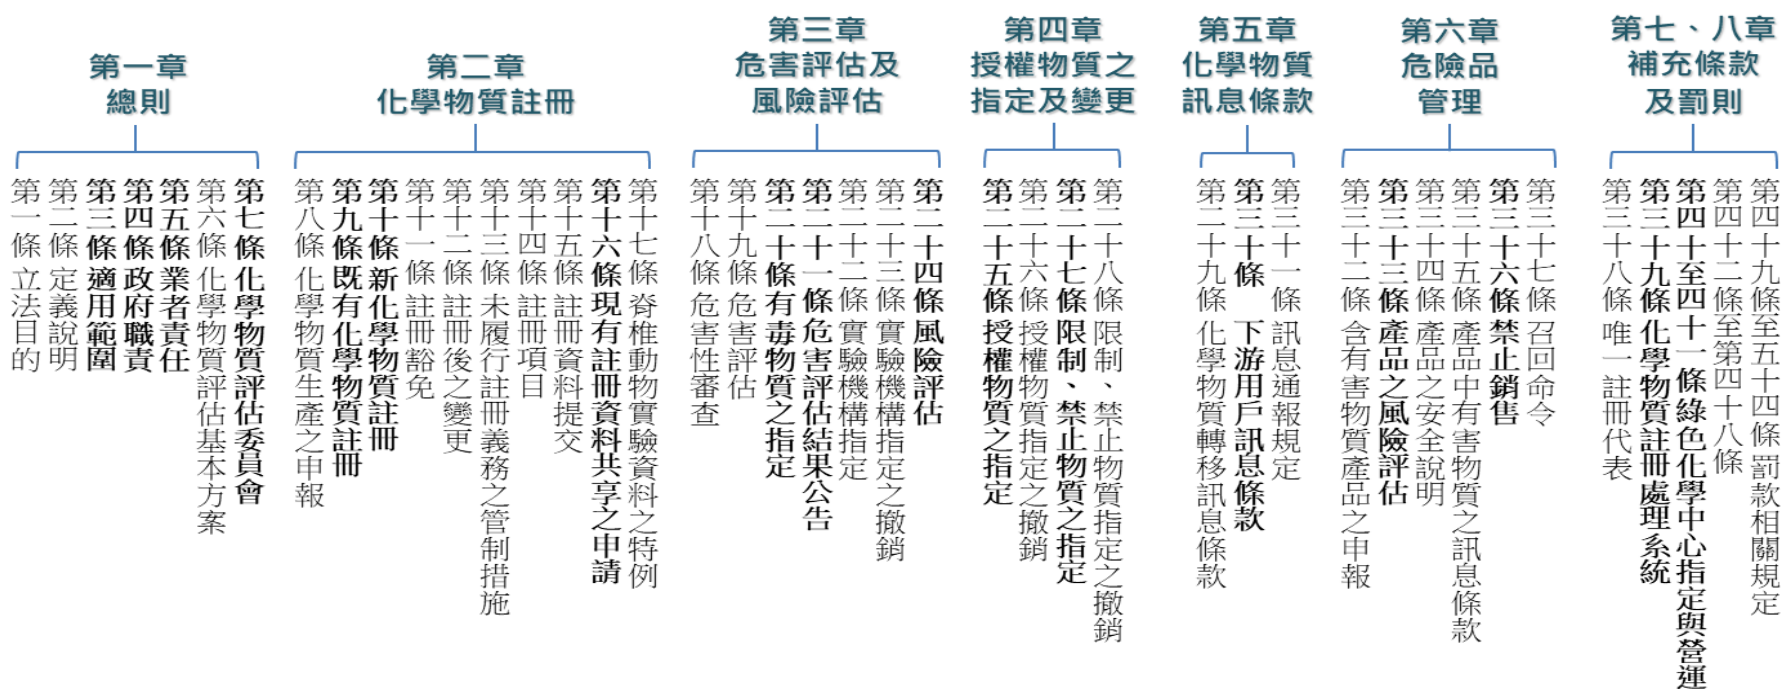 第一章
總則
第一條 立法目的
第二條 定義說明
第三條 適用範圍
第四條 政府職責
第五條 業者責任
第六條 化學物質評估基本方案
第七條 化學物質評估委員會
第二章
化學物質註冊
第八條 化學物質生產之申報
第九條 既有化學物質註冊
第十條 新化學物質註冊
第十一條 註冊豁免
第十二條 註冊後之變更
第十三條 未履行註冊義務之管制措施
第十四條 註冊項目
第十五條 註冊資料提交
第十六條 現有註冊資料共享之申請
第十七條 脊椎動物實驗資料之特例
第三章
危害評估及
風險評估
第十八條 危害性審查
第十九條 危害評估
第二十條 有毒物質之指定
第二十一條 危害評估結果公告
第二十二條 實驗機構指定
第二十三條 實驗機構指定之撤銷
第二十四條 風險評估
第四章
授權物質之
指定及變更
第二十五條 授權物質之指定
第二十六條 授權物質指定之撤銷
第二十七條 限制、禁止物質之指定
第二十八條 限制、禁止物質指定之撤銷
第五章
化學物質
訊息條款
第二十九條 化學物質轉移訊息條款
第三十條 下游用戶訊息條款
第三十一條 訊息通報規定
第六章
危險品
管理
第三十二條 含有害物質產品之申報
第三十三條 產品之風險評估
第三十四條 產品之安全說明
第三十五條 產品中有害物質之訊息條款
第三十六條 禁止銷售
第三十七條 召回命令
第七、八章
補充條款
及罰則
第三十八條 唯一註冊代表
第三十九條 化學物質註冊處理系統
第四十至四十一條 綠色化學中心指定與營運
第四十二條至第四十八條
第四十九條至五十四條 罰款相關規定